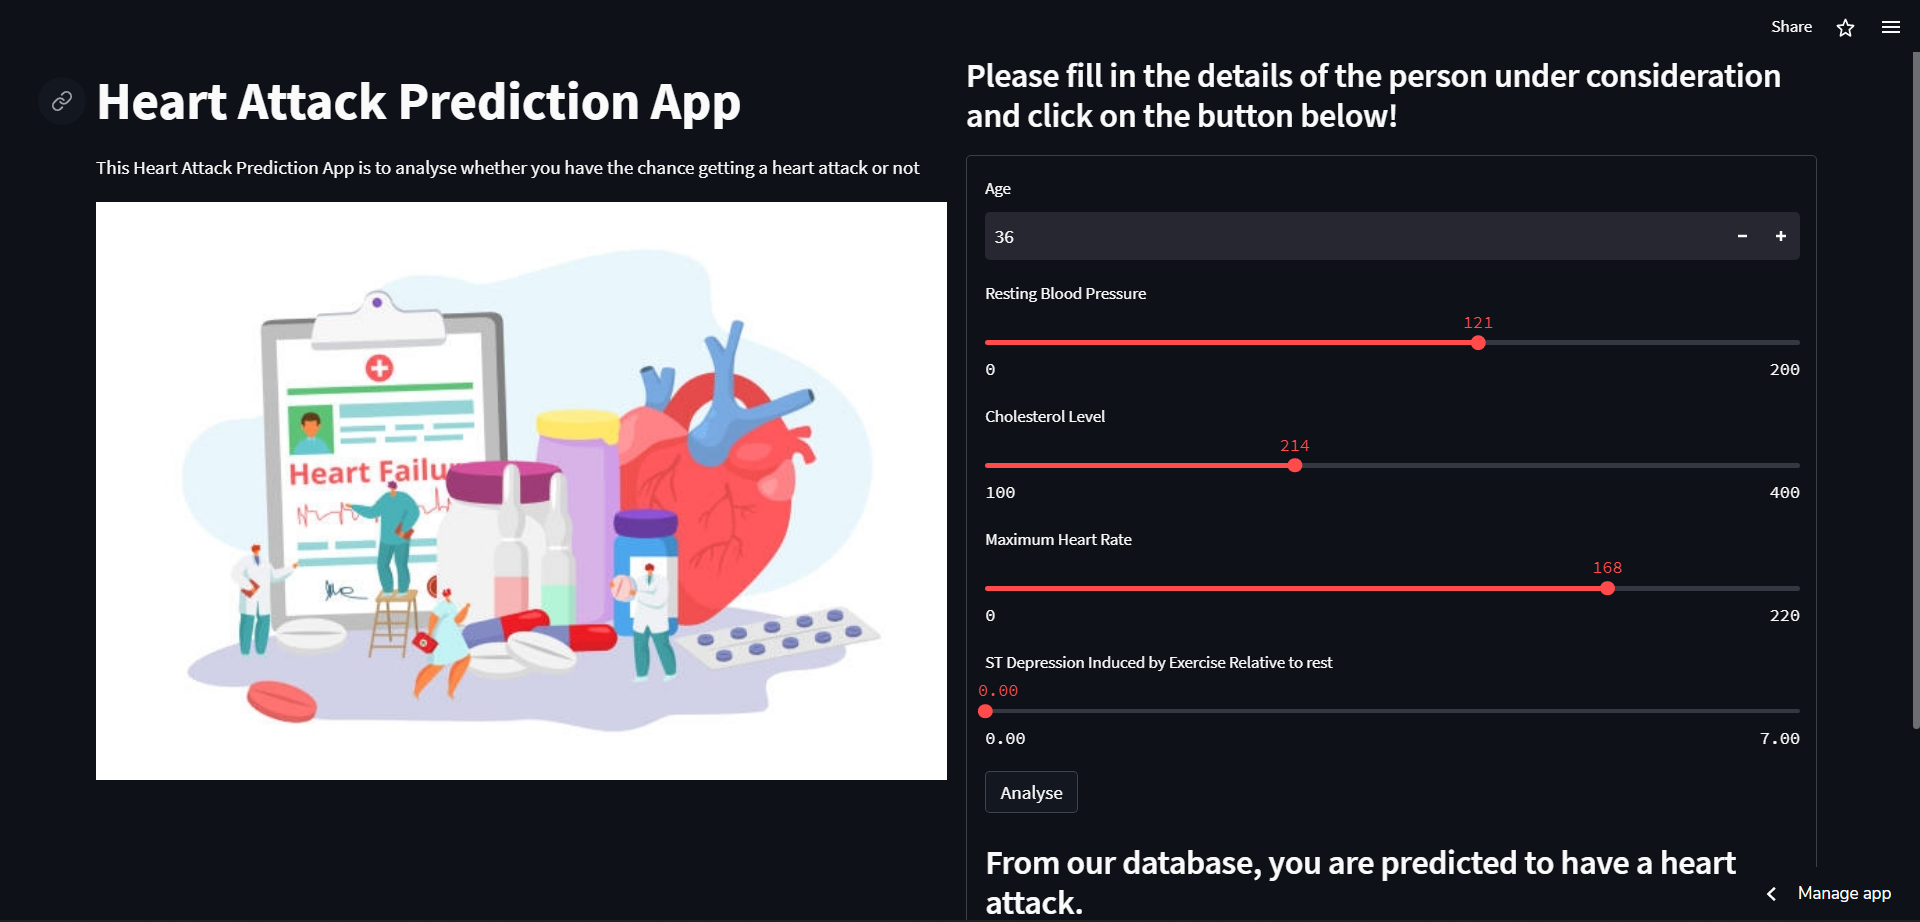 Share
Heart Attack Prediction App
This Heart Attack Prediction App is to analyse whether you have the chance getting a heart attack or not
Heart Failu
Please fill in the details of the person under consideration
and click on the button below!
Age
36
Resting Blood Pressure
121
0 200
Cholesterol Level
214
100 400
Maximum Heart Rate
168
0 220
ST Depression Induced by Exercise Relative to rest
0.00
0.00 7.00
Analyse
From our database, you are predicted to have a heart
attack.
Manage app